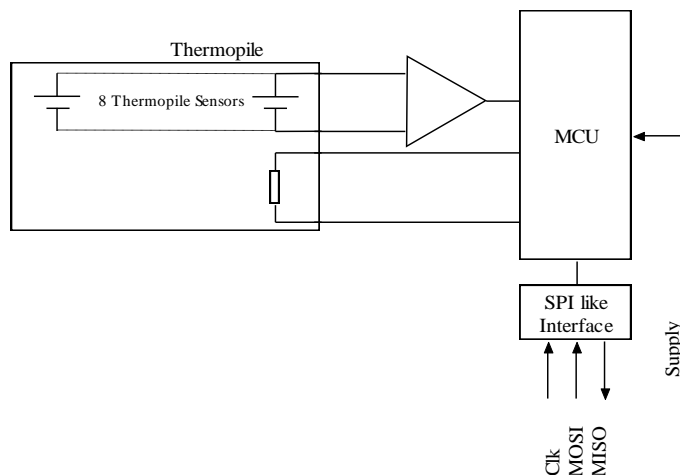 Thermopile
8 Thermopile Sensors
MCU
SPI like
Interface
Supply
Clk
MOSI
MISO